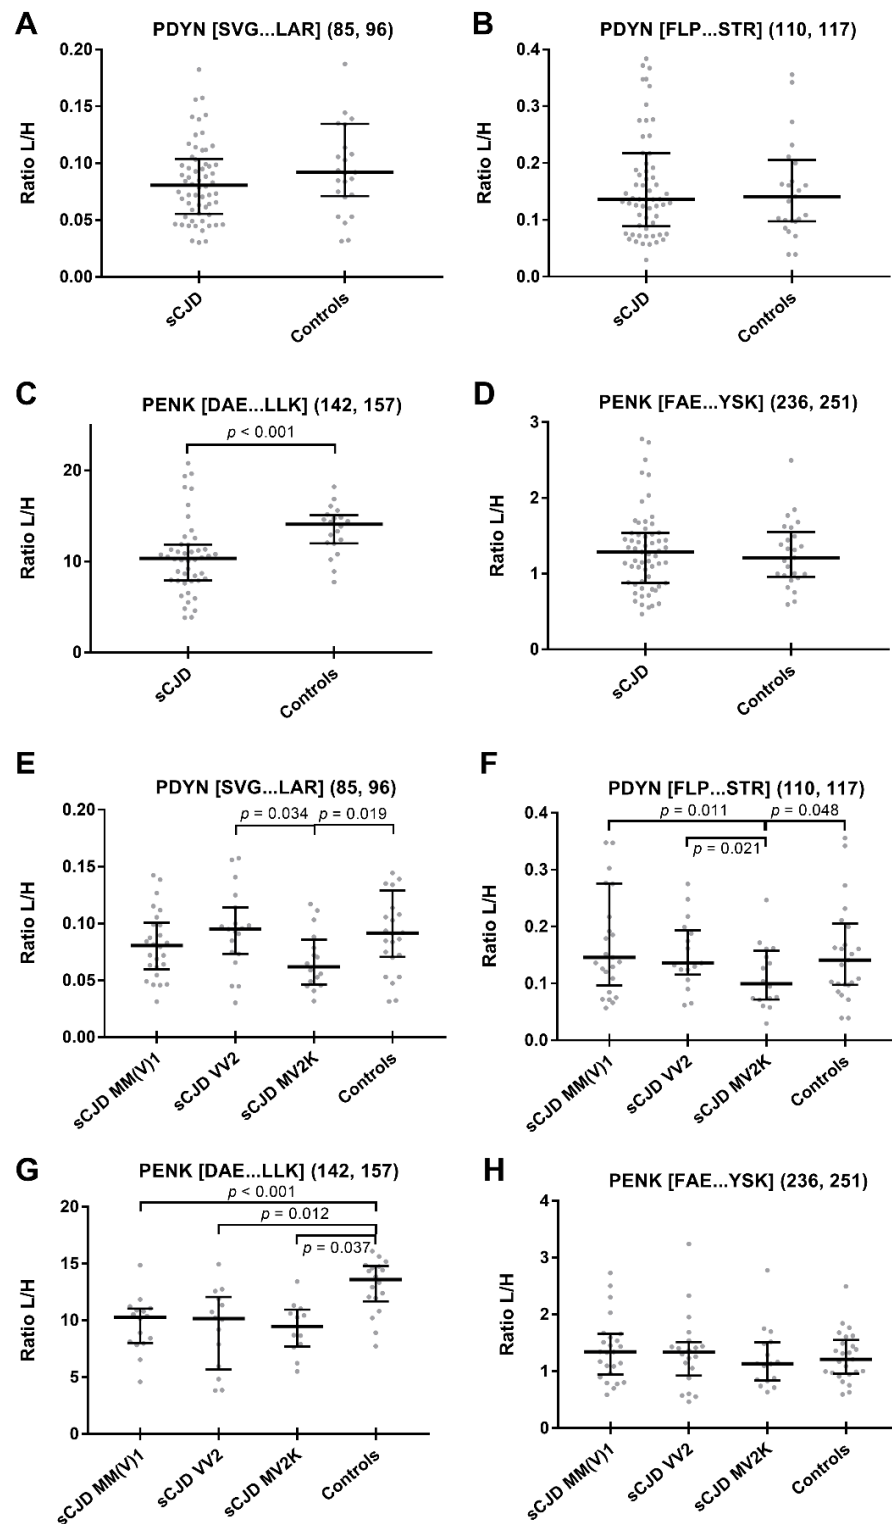 A
PDYN [SVG...LAR] (85, 96)
0.20
0.15
0.10
0.05
0.00
Ratio L/H
sCJD
Controls
B
PDYN [FLP...STR] (110, 117)
0.4
0.3
0.2
0.1
0.0
Ratio L/H
sCJD
Controls
C
PENK [DAE...LLK] (142, 157)
p < 0.001
20
10
0
Ratio L/H
sCJD
Controls
D
PENK [FAE...YSK] (236, 251)
3
2
1
0
Ratio L/H
sCJD
Controls
E
PDYN [SVG...LAR] (85, 96)
p = 0.034
p = 0.019
0.20
0.15
0.10
0.05
0.00
Ratio L/H
sCJD MM(V)1
sCJD VV2
sCJD MV2K
Controls
F
PDYN [FLP...STR] (110, 117)
p = 0.011
p = 0.048
p = 0.021
0.4
0.3
0.2
0.1
0.0
Ratio L/H
sCJD MM(V)1
sCJD VV2
sCJD MV2K
Controls
G
PENK [DAE...LLK] (142, 157)
p < 0.001
p = 0.012
p = 0.037
20
15
10
5
0
Ratio L/H
sCJD MM(V)1
sCJD VV2
sCJD MV2K
Controls
H
PENK [FAE...YSK] (236, 251)
4
3
2
1
0
Ratio L/H
sCJD MM(V)1
sCJD VV2
sCJD MV2K
Controls